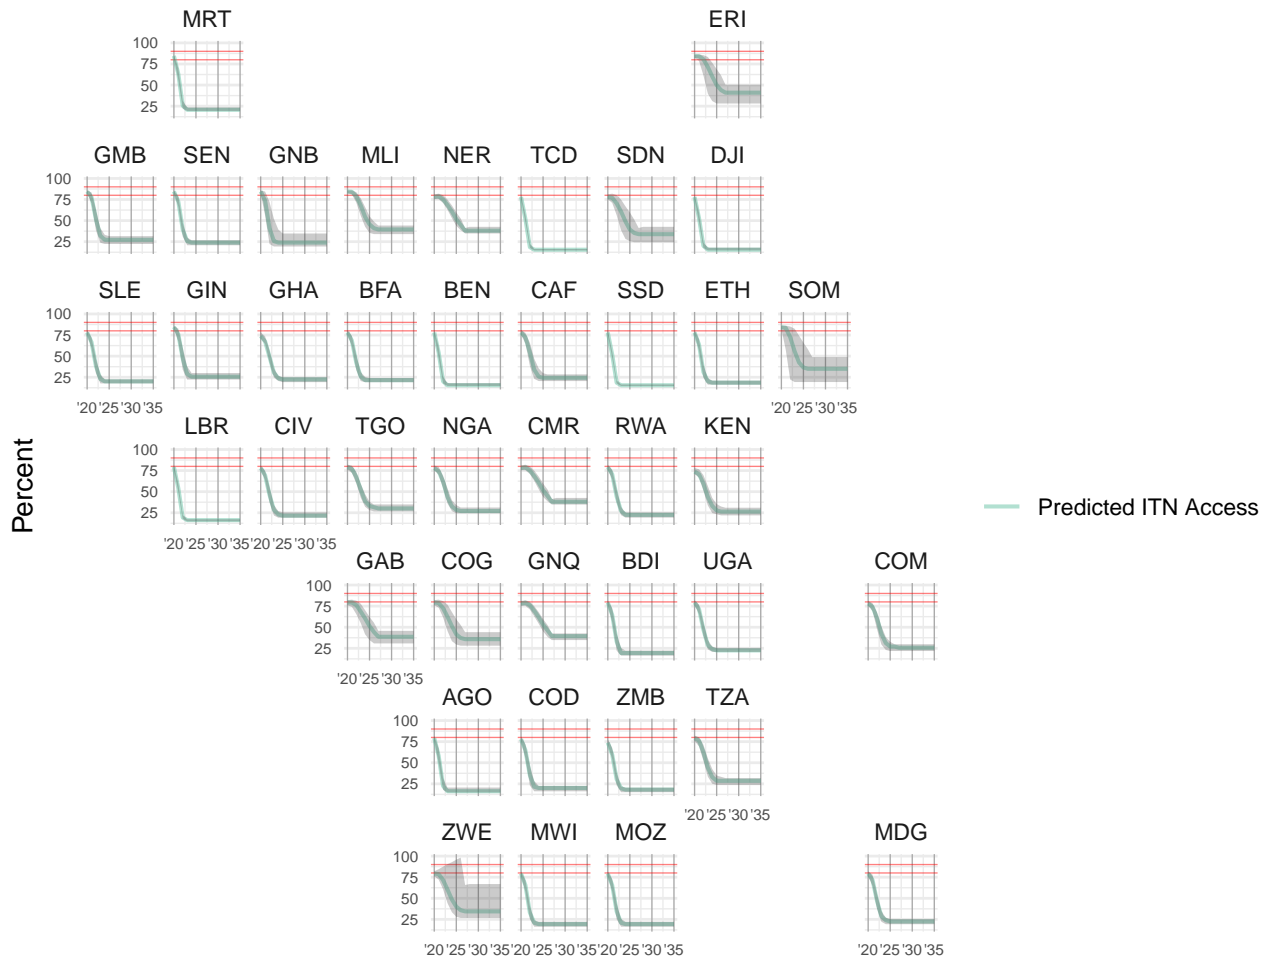 MRT ERI
100
75
50
25
GMB SEN GNB MLI NER TCD SDN DJI
100
75
50
25
SLE GIN GHA BFA BEN CAF SSD ETH SOM
100
75
50
25
'20 '25 '30 '35 '20 '25 '30 '35
LBR CIV TGO NGA CMR RWA KEN
100
75
50
25
'20 '25 '30 '35 '20 '25 '30 '35
GAB COG GNQ BDI UGA COM
100
75
50
25
'20 '25 '30 '35
AGO COD ZMB TZA
100
75
50
25
'20 '25 '30 '35
ZWE MWI MOZ MDG
100
75
50
25
'20 '25 '30 '35 '20 '25 '30 '35 '20 '25 '30 '35 '20 '25 '30 '35
Percent
Predicted ITN Access